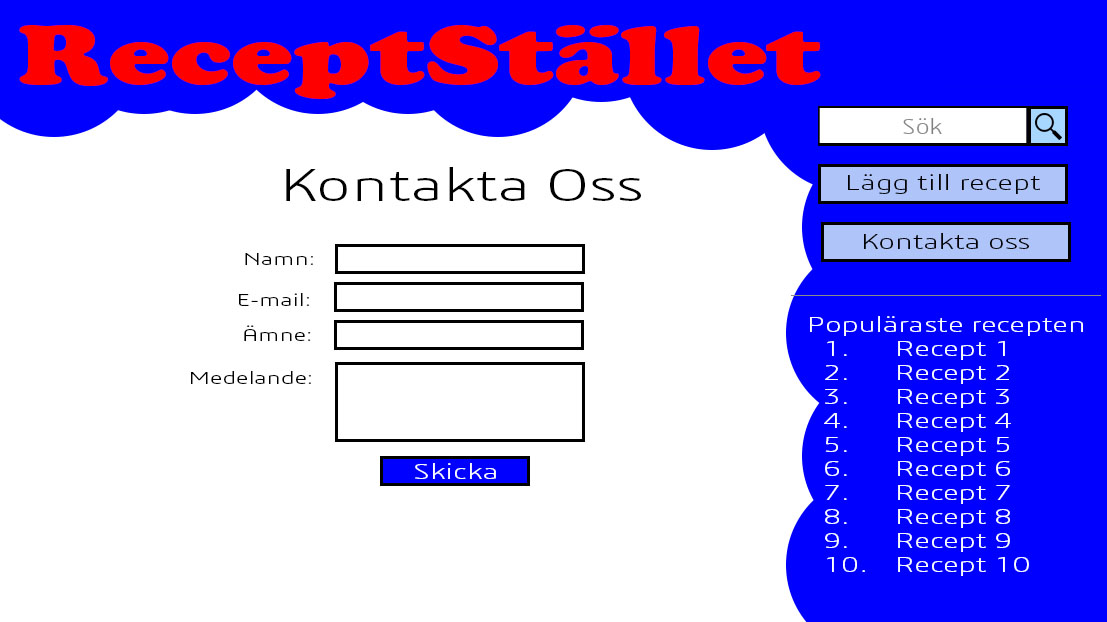 ReceptStället
Sök
Lägg till recept
Kontakta oss
Kontakta Oss
Namn:
E-mail:
Ämne:
Medelande:
Skicka
Populäraste recepten
1. Recept 1
2. Recept 2
3. Recept 3
4. Recept 4
5. Recept 5
6. Recept 6
7. Recept 7
8. Recept 8
9. Recept 9
10. Recept 10